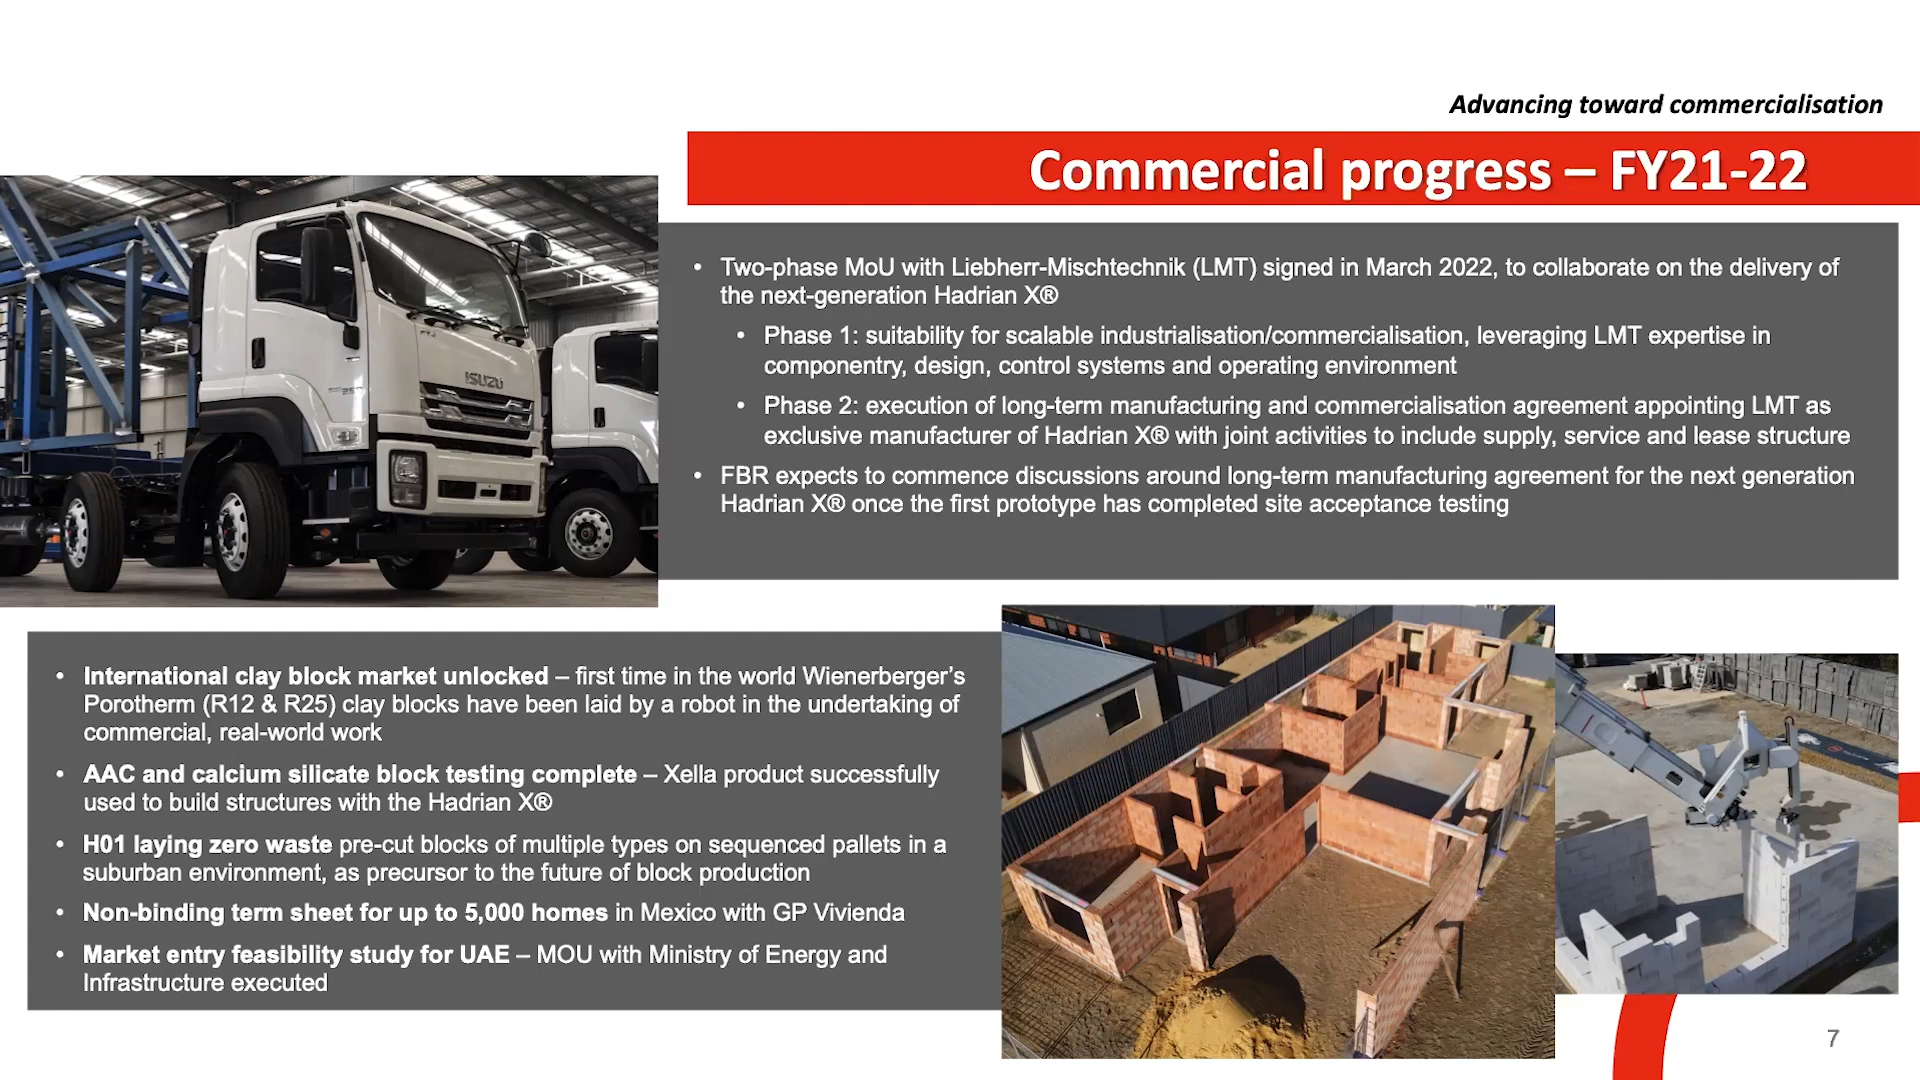 Advancing toward commercialisation
Commercial progress – FY21-22
• Two-phase MoU with Liebherr-Mischtechnik (LMT) signed in March 2022, to collaborate on the delivery of
the next-generation Hadrian X®
• Phase 1: suitability for scalable industrialisation/commercialisation, leveraging LMT expertise in
componentry, design, control systems and operating environment
• Phase 2: execution of long-term manufacturing and commercialisation agreement appointing LMT as
exclusive manufacturer of Hadrian X® with joint activities to include supply, service and lease structure
• FBR expects to commence discussions around long-term manufacturing agreement for the next generation
Hadrian X® once the first prototype has completed site acceptance testing
ISUZU
• International clay block market unlocked – first time in the world Wienerberger’s
Porotherm (R12 & R25) clay blocks have been laid by a robot in the undertaking of
commercial, real-world work
• AAC and calcium silicate block testing complete – Xella product successfully
used to build structures with the Hadrian X®
• H01 laying zero waste pre-cut blocks of multiple types on sequenced pallets in a
suburban environment, as precursor to the future of block production
• Non-binding term sheet for up to 5,000 homes in Mexico with GP Vivienda
• Market entry feasibility study for UAE – MOU with Ministry of Energy and
Infrastructure executed
7